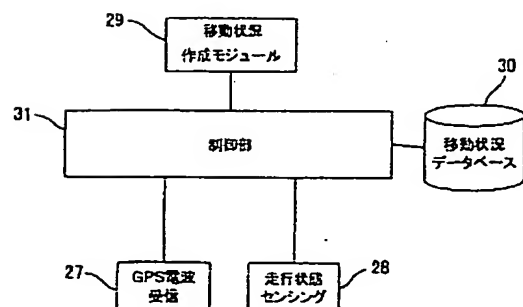 29
移動状況
作成モジュール
30
31
制御部
移動状況
データベース
27
GPS電波
受信
走行状態
センシング
28